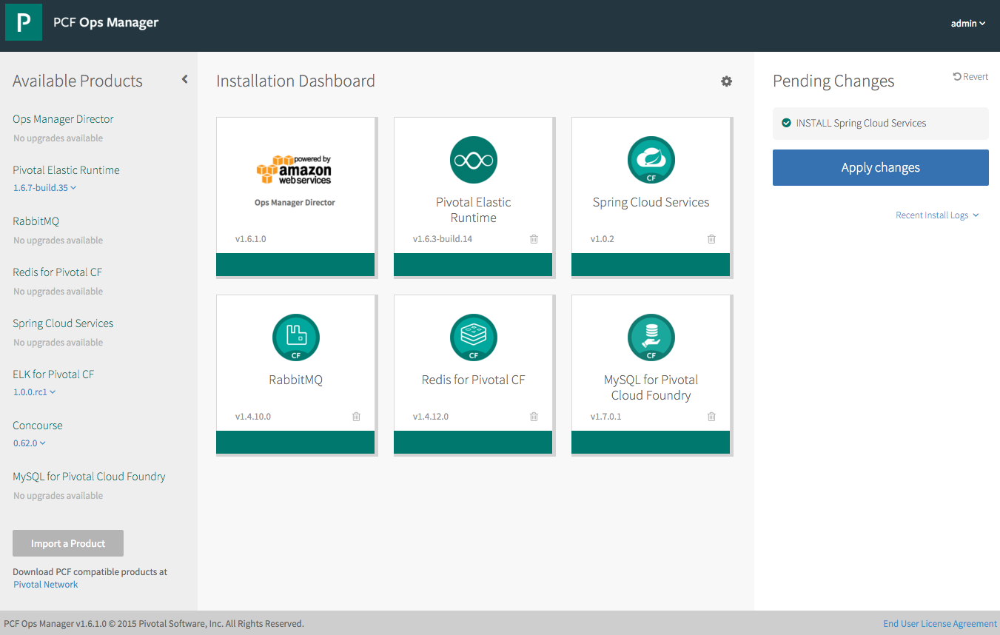 P
PCF Ops Manager
admin
Available Products
Ops Manager Director
No upgrades available
Pivotal Elastic Runtime
1.6.7-build.35
RabbitMQ
No upgrades available
Redis for Pivotal CF
No upgrades available
Spring Cloud Services
No upgrades available
ELK for Pivotal CF
1.0.0.rc1
Concourse
0.62.0
MySQL for Pivotal Cloud Foundry
No upgrades available
Import a Product
Download PCF compatible products at
Pivotal Network
Installation Dashboard
powered by
amazon
web services
Ops Manager Director
v1.6.1.0
Pivotal Elastic
Runtime
v1.6.3-build.14
CF
Spring Cloud Services
v1.0.2
CF
RabbitMQ
v1.4.10.0
CF
Redis for Pivotal CF
v1.4.12.0
CF
MySQL for Pivotal
Cloud Foundry
v1.7.0.1
Pending Changes
Revert
INSTALL Spring Cloud Services
Apply changes
Recent Install Logs
PCF Ops Manager v1.6.1.0 © 2015 Pivotal Software, Inc. All Rights Reserved.
End User License Agreement